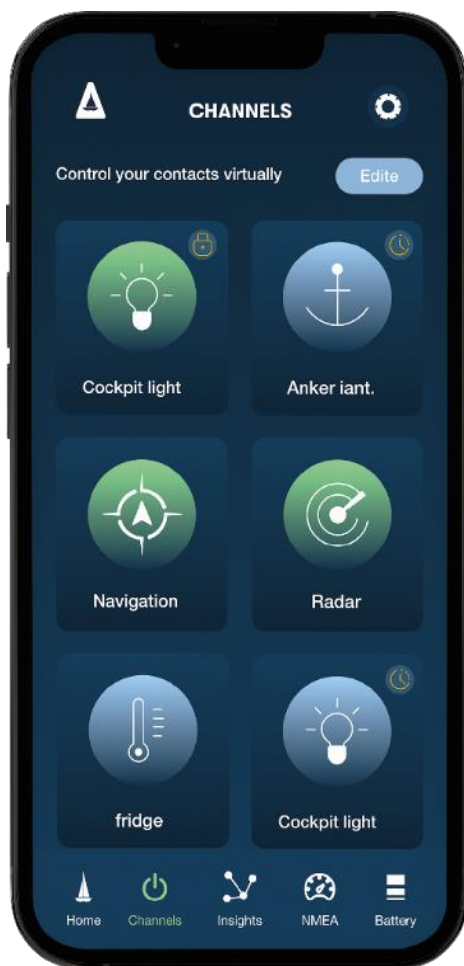 CHANNELS
Control your contacts virtually
Edite
Cockpit light
Anker iant.
Navigation
Radar
fridge
Cockpit light
Home
Channels
Insights
NMEA
Battery